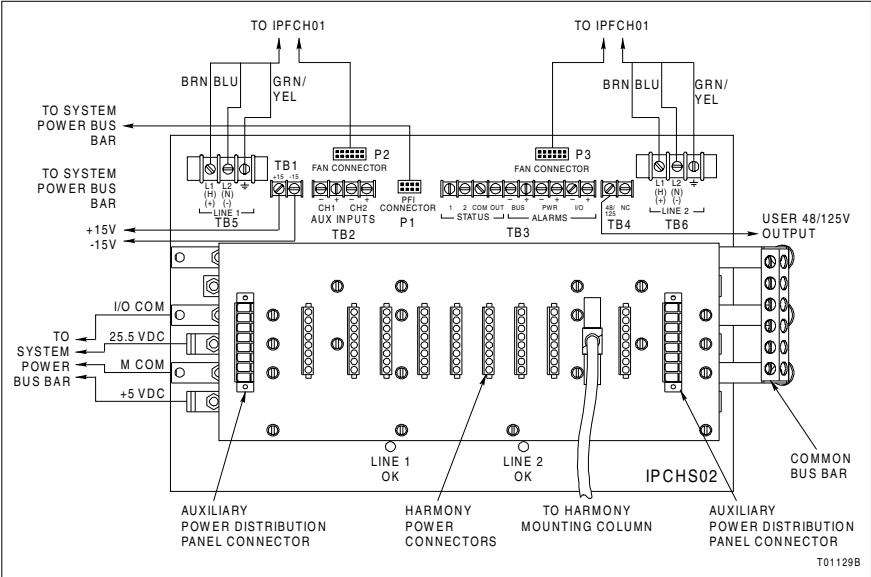 TO IPFCH01
TO IPFCH01
BRN BLU GRN/
YEL
BRN BLU GRN/
YEL
TO SYSTEM
POWER BUS
BAR
P2
FAN CONNECTOR
P3
FAN CONNECTOR
TO SYSTEM
POWER BUS
BAR
TB1
+15 -15
L1 L2
(H) (N)
(+) (-)
LINE 1
TB5
- + - +
CH1 CH2
AUX INPUTS
TB2
PFI
CONNECTOR
P1
- + - + - +
1 2 COM OUT BUS PWR I/O
STATUS ALARMS
TB3
48/
125 NC
TB4
L1 L2
(H) (N)
(+) (-)
LINE 2
TB6
USER 48/125V
OUTPUT
+15V
-15V
I/O COM
TO
SYSTEM
POWER
BUS BAR
25.5 VDC
M COM
+5 VDC
LINE 1
OK
LINE 2
OK
IPCHS02
COMMON
BUS BAR
AUXILIARY
POWER DISTRIBUTION
PANEL CONNECTOR
HARMONY
POWER
CONNECTORS
TO HARMONY
MOUNTING COLUMN
AUXILIARY
POWER DISTRIBUTION
PANEL CONNECTOR
T01129B